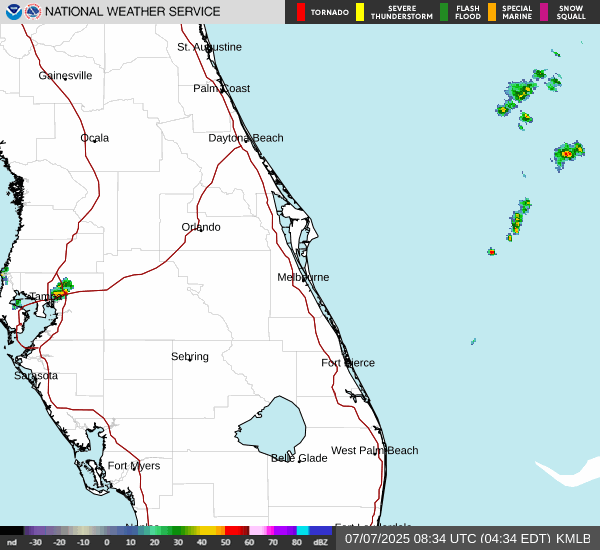 NATIONAL WEATHER SERVICE
TORNADO
SEVERE THUNDERSTORM
FLASH FLOOD
SPECIAL MARINE
SNOW SQUALL
St. Augustine
Gainesville
Palm Coast
Ocala
Daytona Beach
Orlando
Melbourne
Tampa
Sebring
Fort Pierce
Sarasota
West Palm Beach
Belle Glade
Fort Myers
nd -30 -20 -10 0 10 20 30 40 50 60 70 80 dBZ
07/07/2025 08:34 UTC (04:34 EDT) KMLB